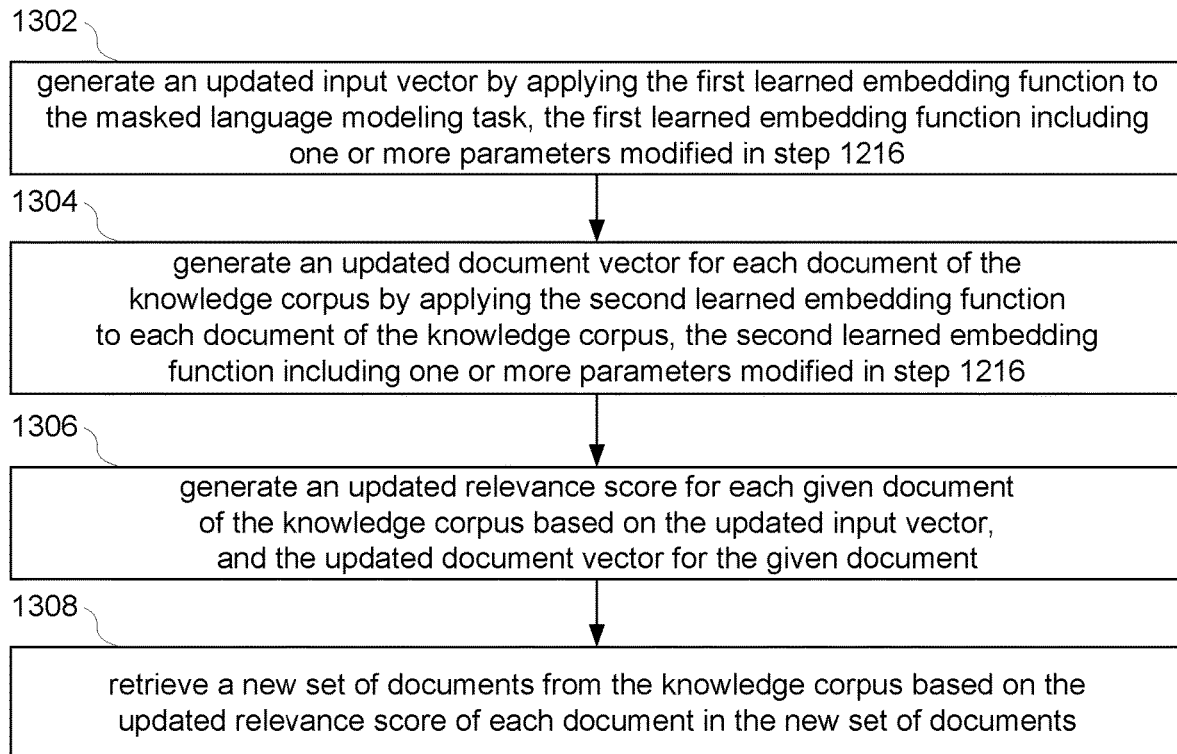 1302
generate an updated input vector by applying the first learned embedding function to
the masked language modeling task, the first learned embedding function including
one or more parameters modified in step 1216
1304
generate an updated document vector for each document of the
knowledge corpus by applying the second learned embedding function
to each document of the knowledge corpus, the second learned embedding
function including one or more parameters modified in step 1216
1306
generate an updated relevance score for each given document
of the knowledge corpus based on the updated input vector,
and the updated document vector for the given document
1308
retrieve a new set of documents from the knowledge corpus based on the
updated relevance score of each document in the new set of documents